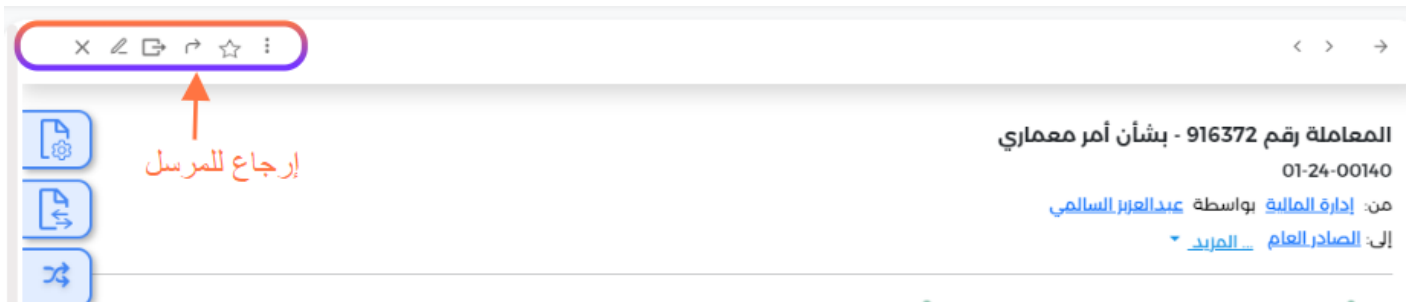 إرجاع للمرسل
المعاملة رقم 916372 - بشأن أمر معماري
01-24-00140
من: إدارة المالية بواسطة عبدالعزيز السالمي
إلى: الصادر العام ... المزيد